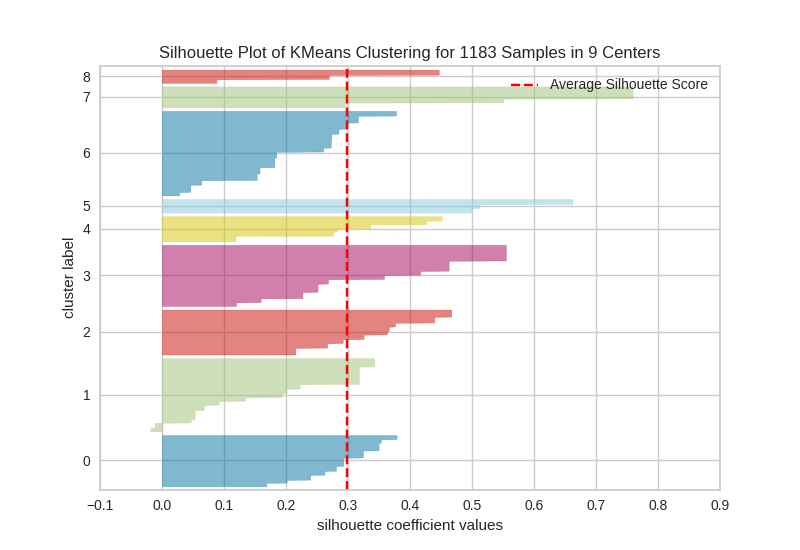 Silhouette Plot of KMeans Clustering for 1183 Samples in 9 Centers
Average Silhouette Score
8
7
6
5
4
3
2
1
0
cluster label
−0.1 0.0 0.1 0.2 0.3 0.4 0.5 0.6 0.7 0.8 0.9
silhouette coefficient values